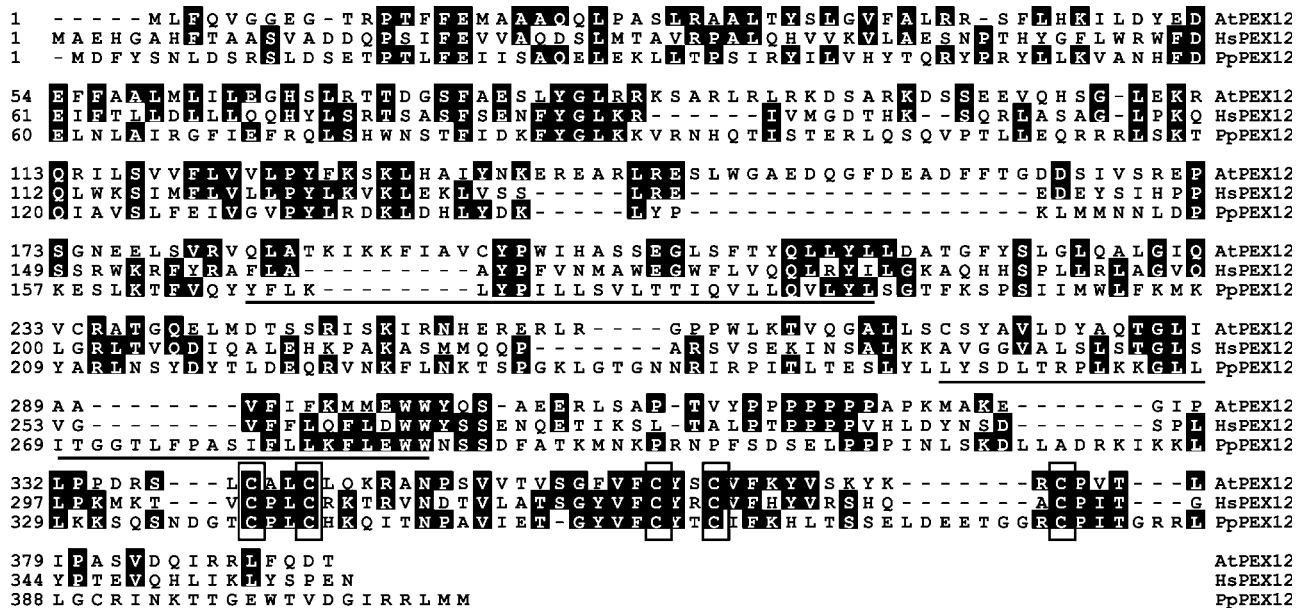 1 -----MLFQVGGEG-TRPTFFEMAAAQQLPASLRAALTYSLGVFALRR-SFLHKILDYED AtPEX12
1 MAEHGAHFTAASVADDQPSIFEVVAQDSLMTAVRPALQHVVKVLAESNPTHYGFLWRWFD HsPEX12
1 -MDFYSNLDSRSLDSETPTLFEIISAQELEKLLTPSIRYILVHYTQRYPRYLLKVANHFD PpPEX12
54 EFFAALMLILEGHSLRTTDGSFAESLYGLRRKSARLRLRKDSARKDSSEEVQHSG-LEKR AtPEX12
61 EIFTLLDLLLQQHYLSRTSASFSENFYGLKR------IVMGDTHK--SQRLASAG-LPKQ HsPEX12
60 ELNLAIRGFIEFRQLSHWNSTFIDKFYGLKKVRNHQTISTERLQSQVPTLLEQRRRLSKT PpPEX12
113 QRILSVVFLVVLPYFKSKLHAIYNKEREARLRESLWGAEDQGFDEADFFTGDDSIVSREP AtPEX12
112 QLWKSIMFLVLLPYLKVKLEKLVSS-----LRE------------------EDEYSIHPP HsPEX12
120 QIAVSLFEIVGVPYLRDKLDHLYDK-----LYP------------------KLMMNNLDP PpPEX12
173 SGNEELSVRVQLATKIKKFIAVCYPWIHASSEGLSFTYQLLYLLDATGFYSLGLQALGIQ AtPEX12
149 SSRWKRFYRAFLA---------AYPFVNMAWEGWFLVQQLRYILGKAQHHSPLLRLAGVQ HsPEX12
157 KESLKTFVQYYFLK--------LYPILLSVLTTIQVLLQVLYLSGTFKSPSIIMWLFKMK PpPEX12
233 VCRATGQELMDTSSRISKIRNHERERLR----GPPWLKTVQGALLSCSYAVLDYAQTGLI AtPEX12
200 LGRLTVQDIQALEHKPAKASMMQQP-------ARSVSEKINSALKKAVGGVALSLSTGLS HsPEX12
209 YARLNSYDYTLDEQRVNKFLNKTSPGKLGTGNNRIRPITLTESLYLLYSDLTRPLKKGLL PpPEX12
289 AA--------VFIFKMMEWWYQS-AEERLSAP-TVYPPPPPPPAPKMAKE-------GIP AtPEX12
253 VG--------VFFLQFLDWWYSSENQETIKSL-TALPTPPPPVHLDYNSD-------SPL HsPEX12
269 ITGGTLFPASIFLLKFLEWWNSSDFATKMNKPRNPFSDSELPPPINLSKDLLADRKIKKL PpPEX12
332 LPPDRS---LCALCLQKRANPSVVTVSGFVFCYSCVFKYVSKYK--------RCPVT--L AtPEX12
297 LPKMKT---VCPLCRKTRVNDTVLATSGYVFCYRCVFHYVRSHQ--------ACPIT--G HsPEX12
329 LKKSQSNDGTCPLCHKQITNPAVIET-GYVFCYTCIFKHLTSSELDEETGGRCPITGRRL PpPEX12
379 IPASVDQIRRLFQDT AtPEX12
344 YPTEVQHLIKLYSPEN HsPEX12
388 LGCRINKTTGEWTVDGIRRLMM PpPEX12